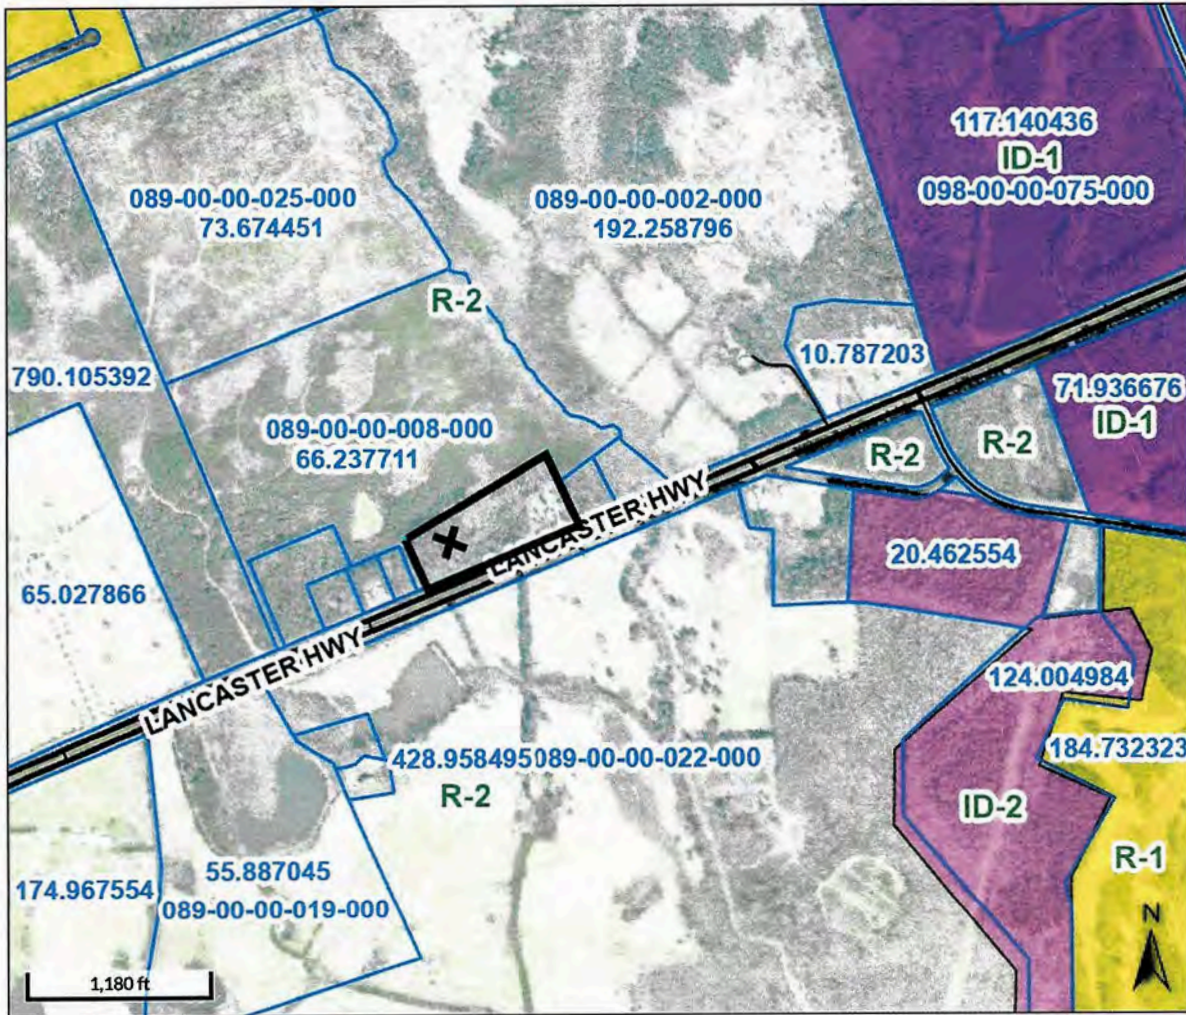 117.140436
ID-1
098-00-00-075-000
089-00-00-025-000
73.674451
089-00-00-002-000
192.258796
R-2
790.105392
10.787203
71.936676
ID-1
089-00-00-008-000
66.237711
R-2
R-2
LANCASTER HWY
20.462554
65.027866
LANCASTER HWY
124.004984
428.958495
089-00-00-022-000
184.732323
R-2
ID-2
R-1
55.887045
174.967554
089-00-00-019-000
N
1,180 ft